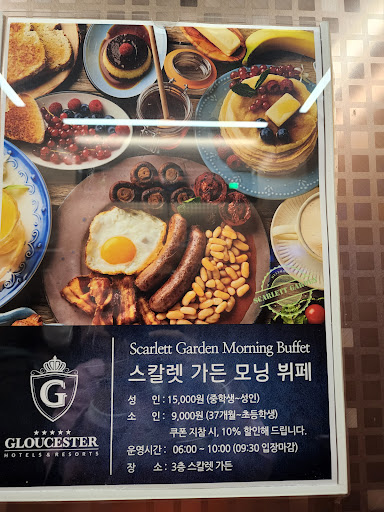 SCARLETT GARDEN
Scarlett Garden Morning Buffet
스칼렛 가든 모닝 뷔페
성 인 : 15,000원 (중학생~성인)
소 인 : 9,000원 (37개월~초등학생)
쿠폰 지참 시, 10% 할인해 드립니다.
운영시간 : 06:00 ~ 10:00 (09:30 입장마감)
장 소 : 3층 스칼렛 가든
G
GLOUCESTER
HOTELS & RESORTS